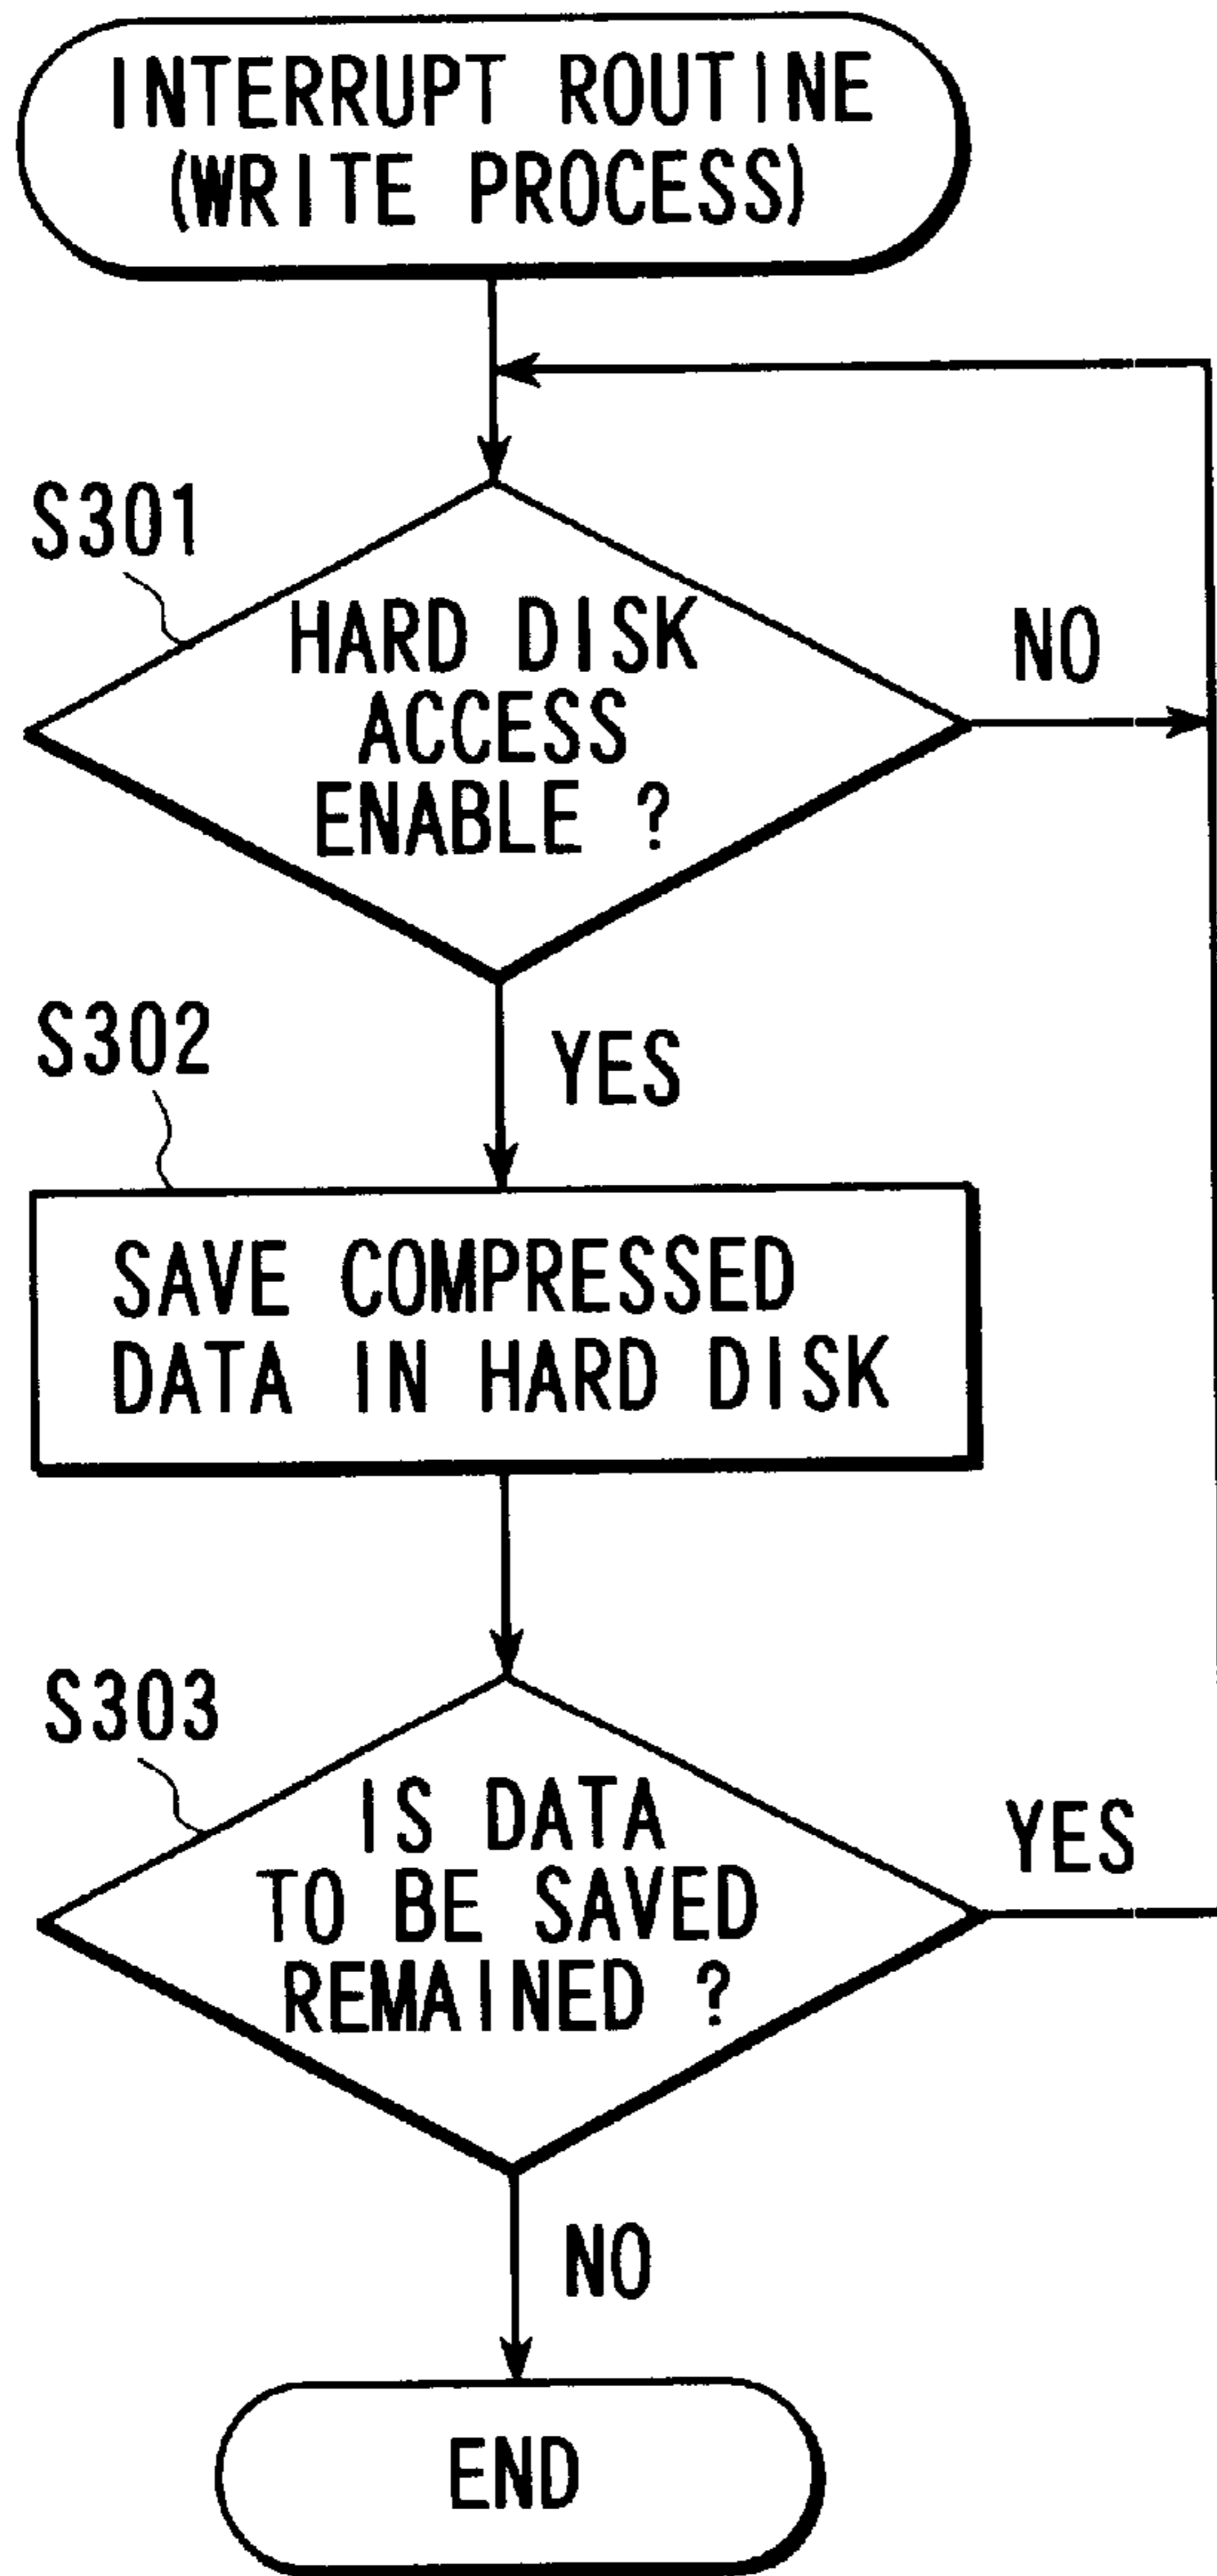 INTERRUPT ROUTINE
(WRITE PROCESS)
S301
HARD DISK
ACCESS
ENABLE ?
NO
S302
YES
SAVE COMPRESSED
DATA IN HARD DISK
S303
IS DATA
TO BE SAVED
REMAINED ?
YES
NO
END